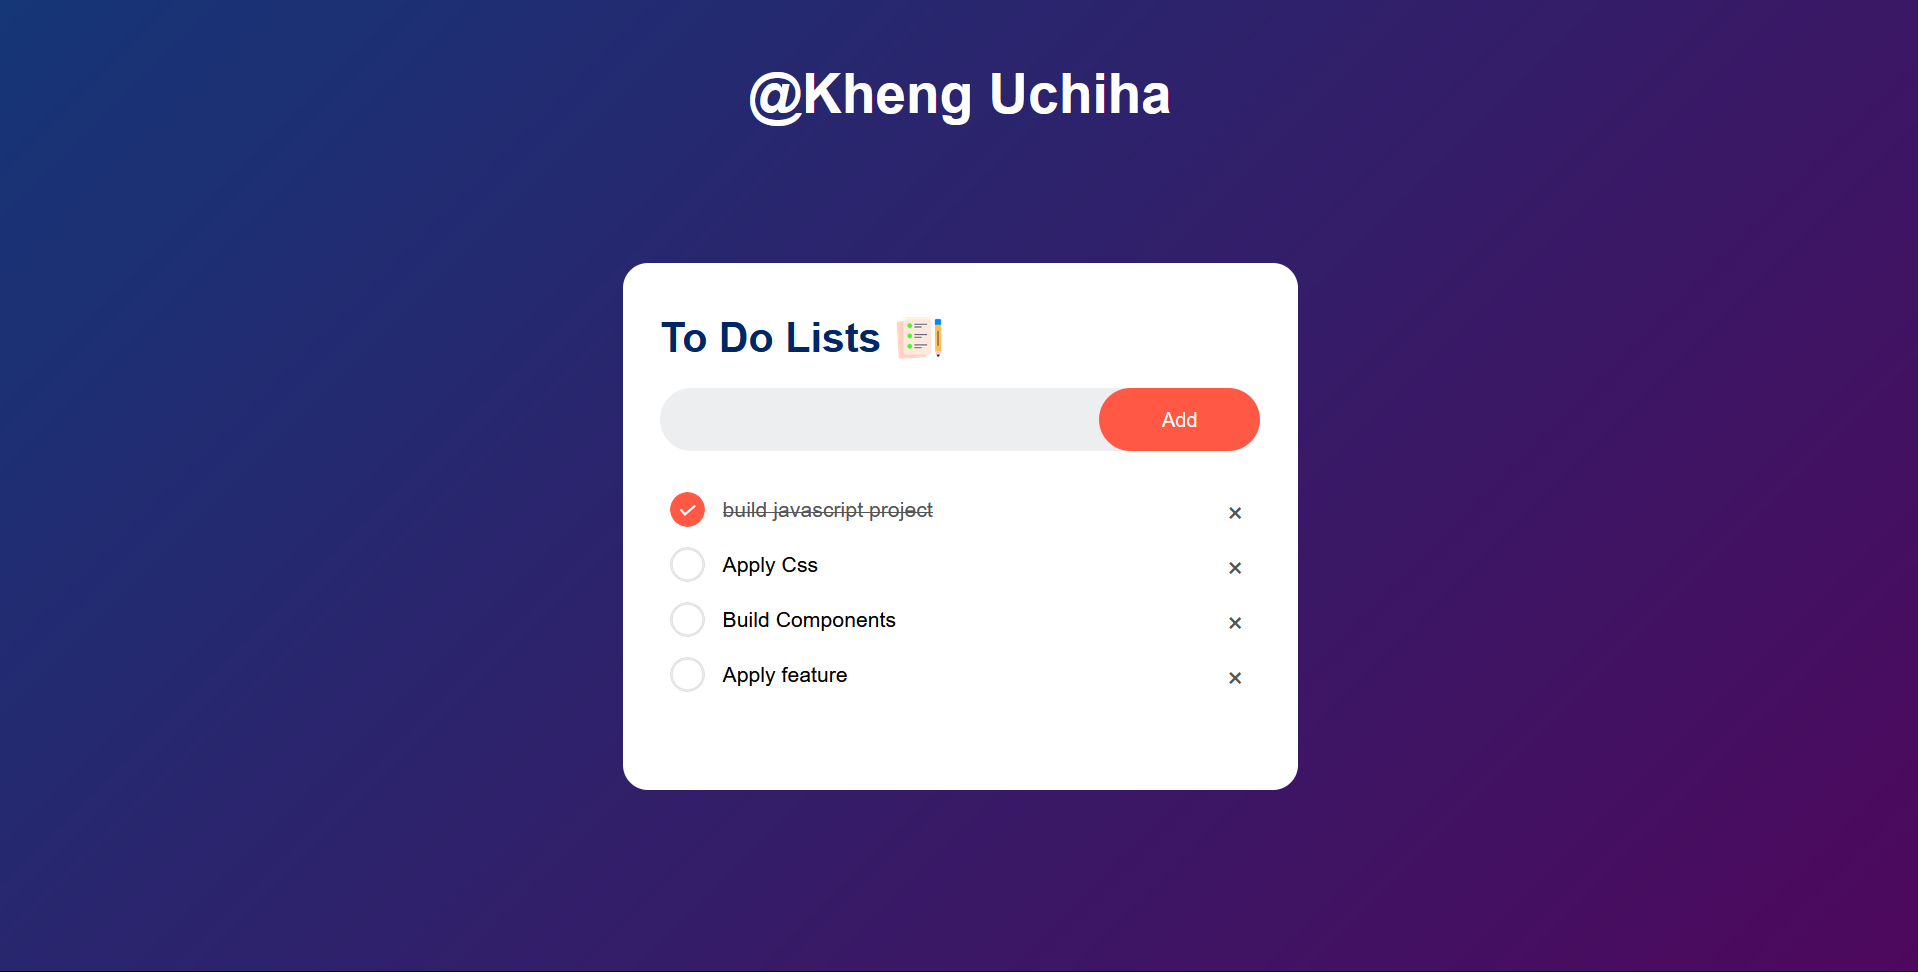 @Kheng Uchiha
To Do Lists
Add
build javascript project
×
Apply Css
×
Build Components
×
Apply feature
×